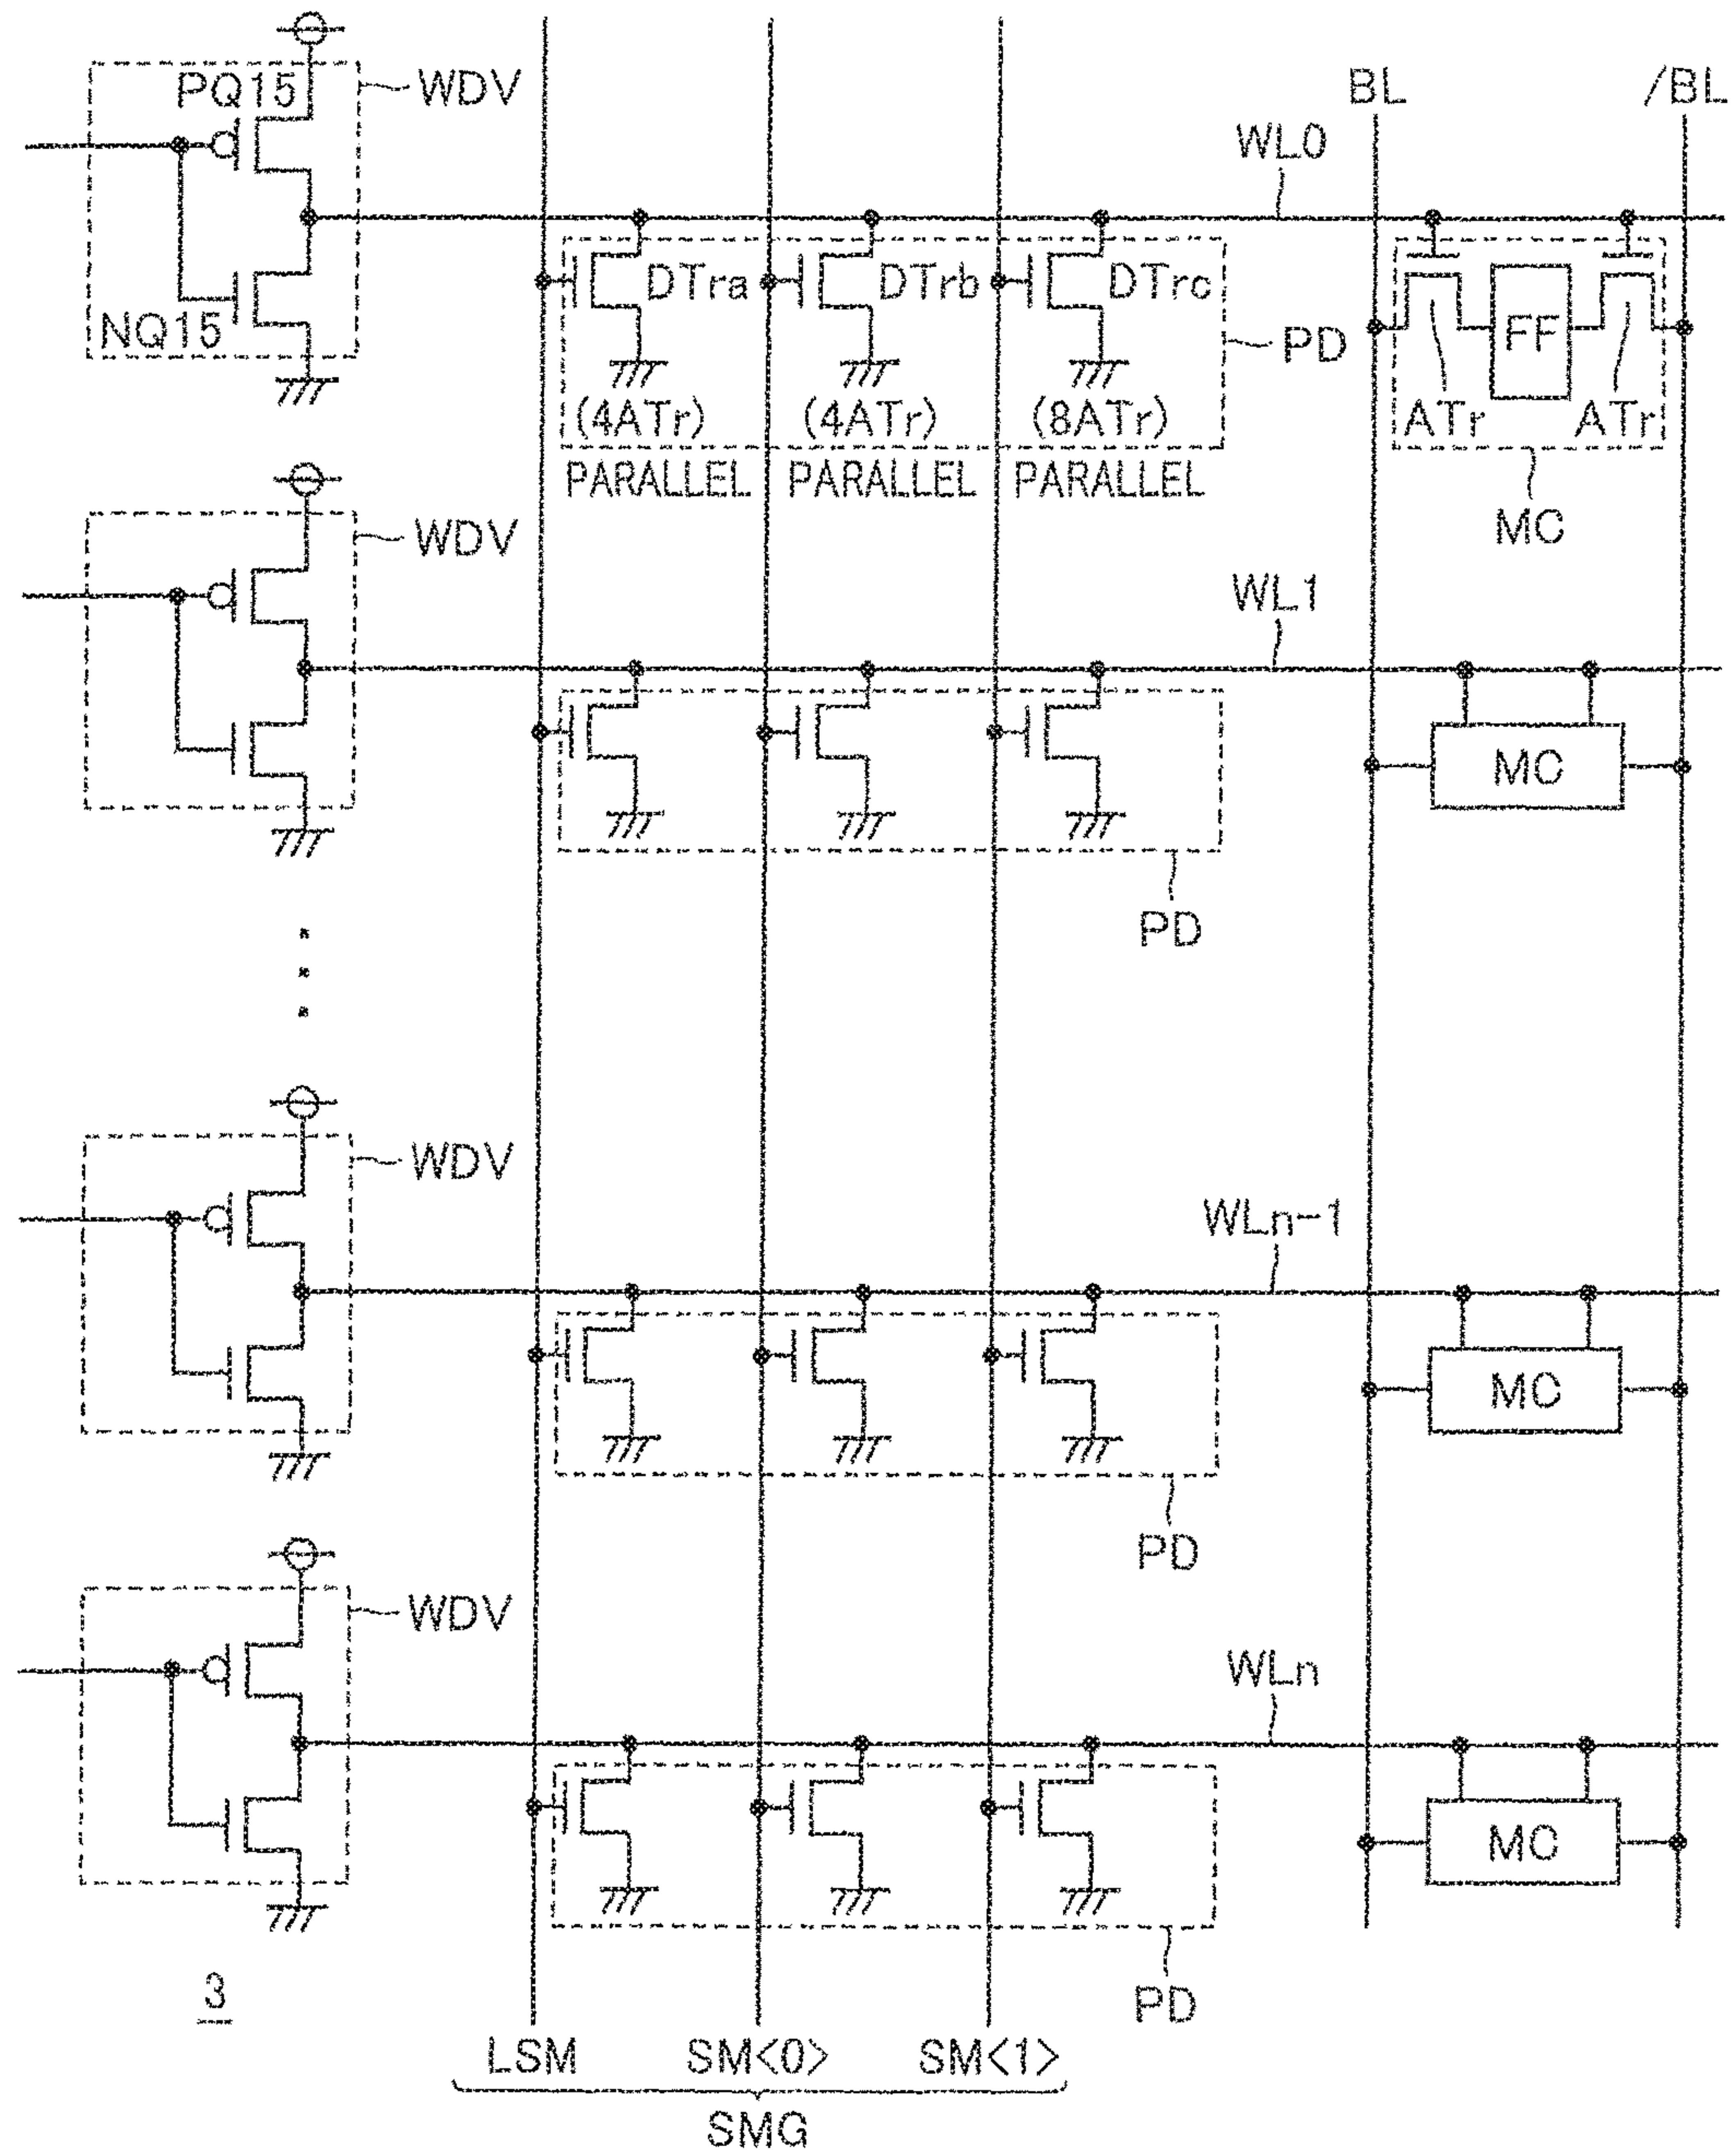 PQ15
WDV
BL
/BL
WL0
DTra
DTrb
DTrc
NQ15
PD
FF
(4ATr)
(4ATr)
(8ATr)
ATr
ATr
PARALLEL
PARALLEL
PARALLEL
MC
WDV
WL1
MC
PD
WDV
WLn-1
MC
PD
WDV
WLn
MC
PD
3
LSM
SM<0>
SM<1>
SMG